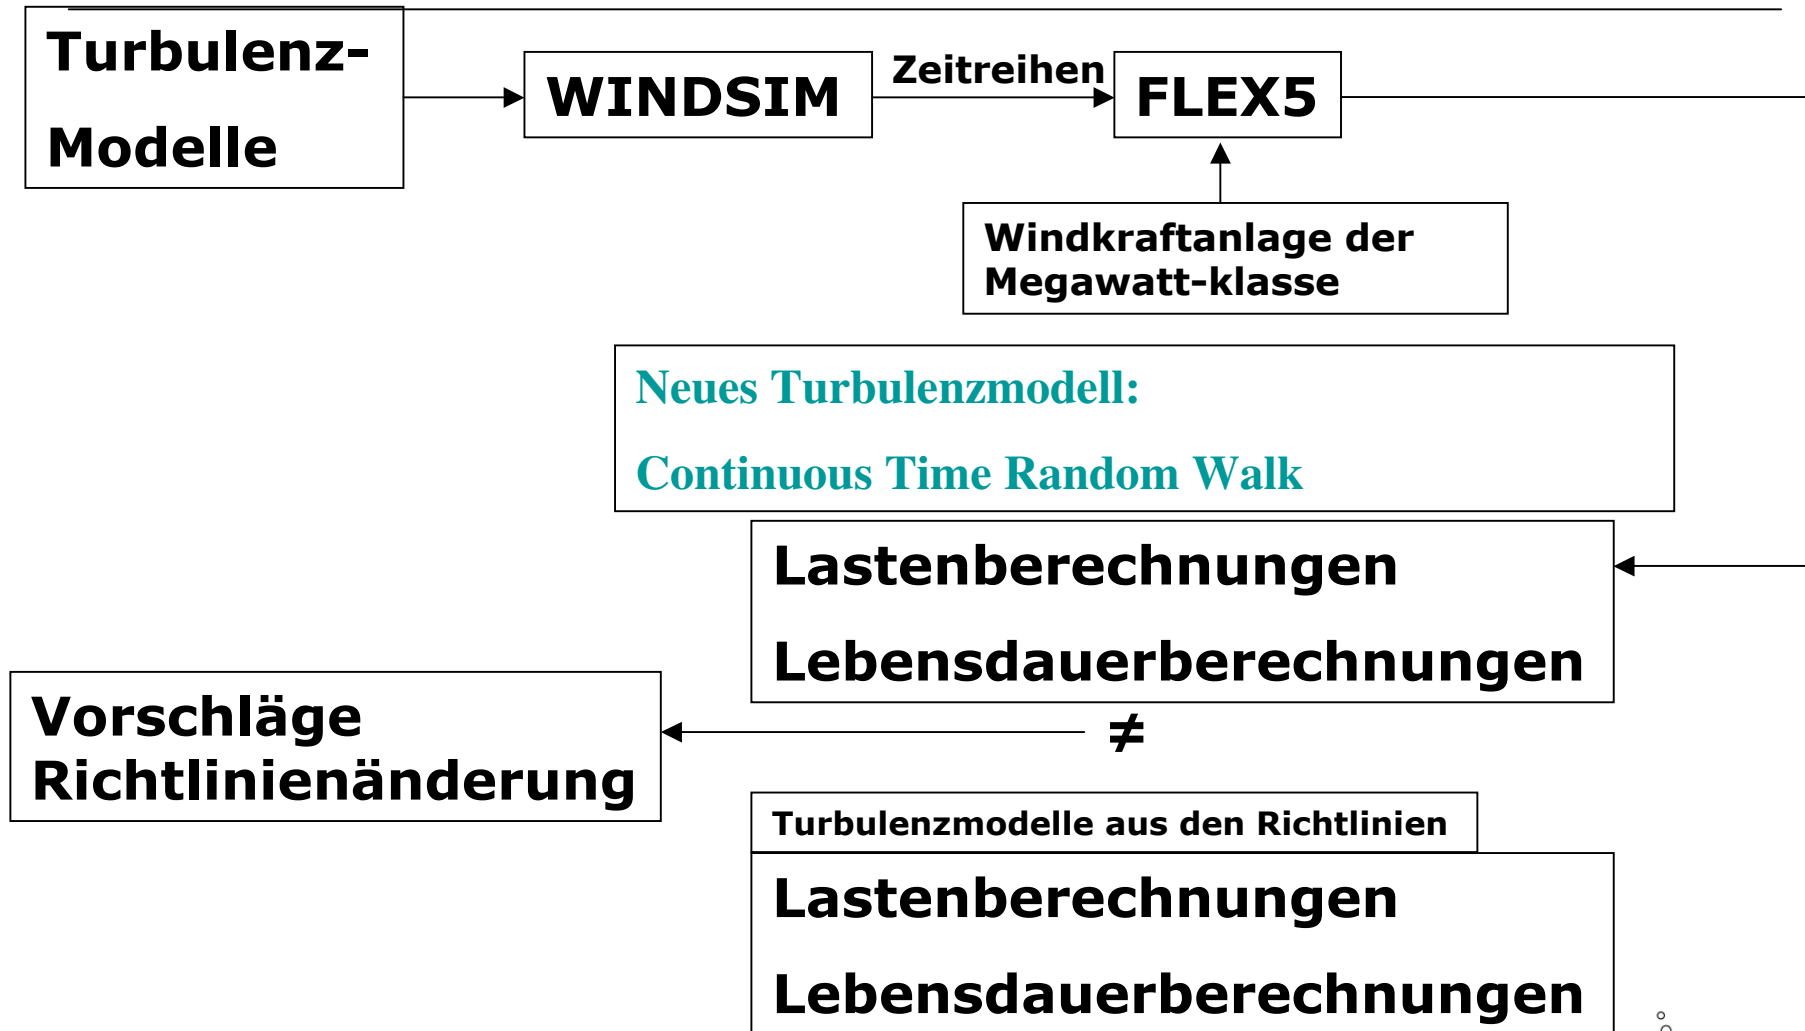 Turbulenz-
Modelle
WINDSIM
Zeitreihen
FLEX5
Windkraftanlage der
Megawatt-klasse
Neues Turbulenzmodell:
Continuous Time Random Walk
Lastenberechnungen
Lebensdauerberechnungen
Vorschläge
Richtlinienänderung
≠
Turbulenzmodelle aus den Richtlinien
Lastenberechnungen
Lebensdauerberechnungen